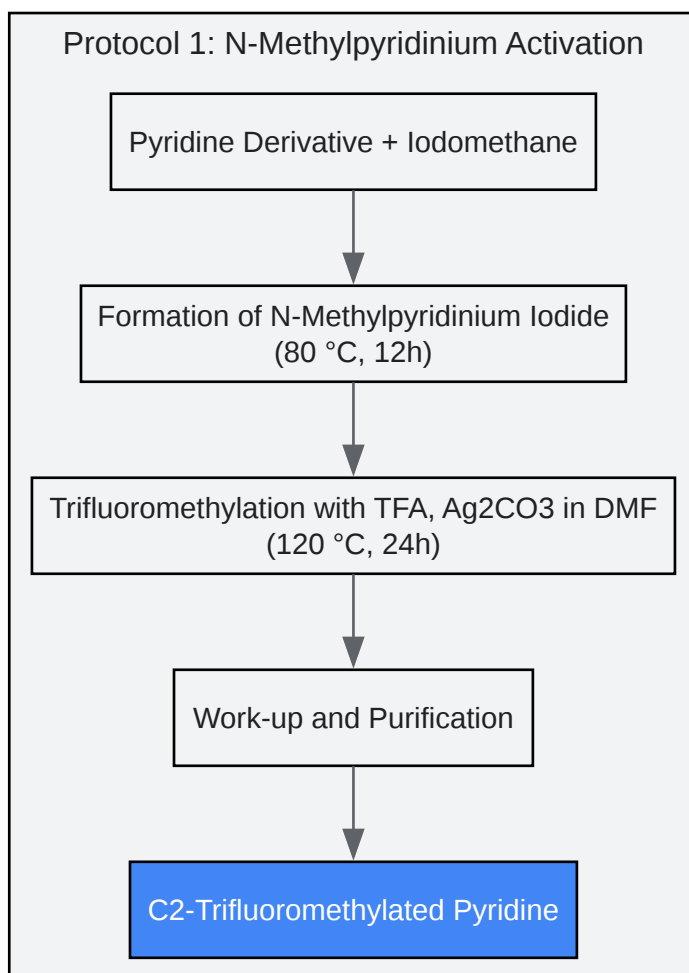 Protocol 1: N-Methylpyridinium Activation
Pyridine Derivative + Iodomethane
Formation of N-Methylpyridinium Iodide
(80 °C, 12h)
Trifluoromethylation with TFA, Ag2CO3 in DMF
(120 °C, 24h)
Work-up and Purification
C2-Trifluoromethylated Pyridine